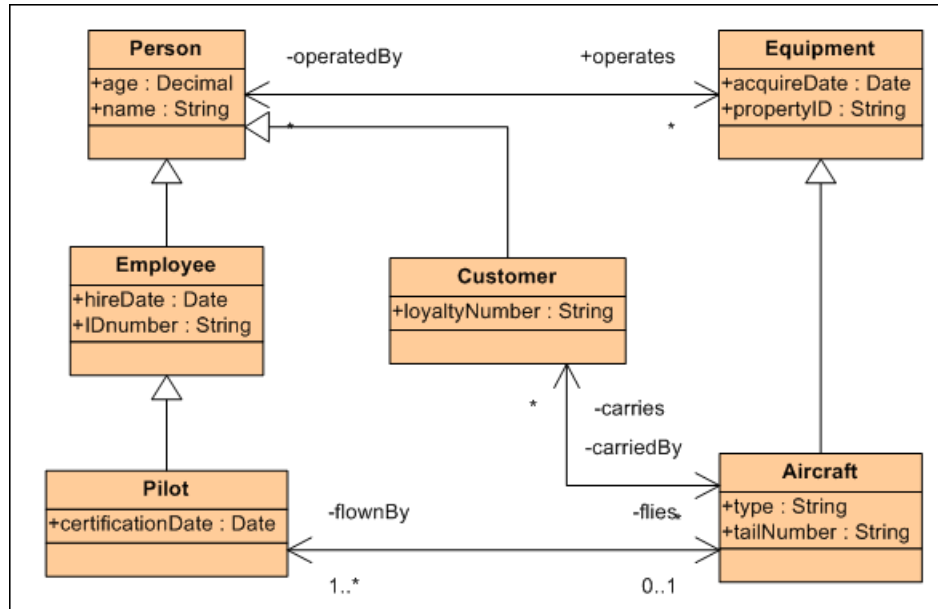 Person
+age : Decimal
+name : String
-operatedBy
+operates
*
*
Equipment
+acquireDate : Date
+propertyID : String
Employee
+hireDate : Date
+IDnumber : String
Customer
+loyaltyNumber : String
*
-carries
-carriedBy
*
Pilot
+certificationDate : Date
-flownBy
-flies
1..*
0..1
Aircraft
+type : String
+tailNumber : String